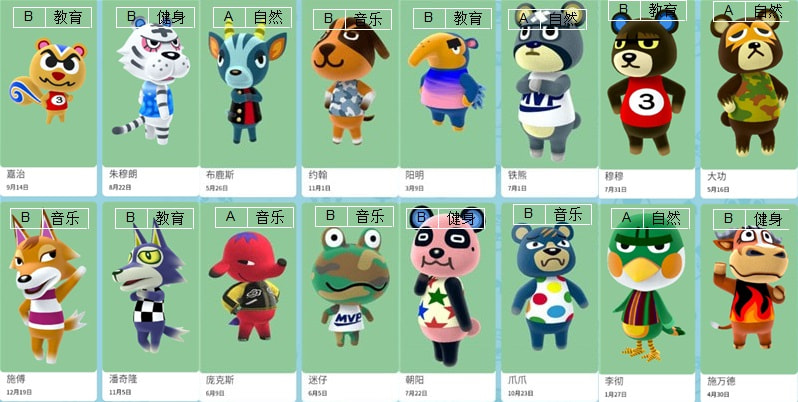 B 教育
B 健身
A 自然
B 音乐
B 教育
A 自然
B 教育
A 自然
3
MVP
3
嘉治
9月14日
朱穆朗
8月22日
布鹿斯
5月26日
约翰
11月1日
阳明
3月9日
铁熊
7月1日
穆穆
7月31日
大功
5月16日
B 音乐
B 教育
A 音乐
B 音乐
B 健身
B 音乐
A 自然
B 健身
MVP
施傅
12月19日
潘奇隆
11月5日
庞克斯
6月9日
迷仔
6月5日
朝阳
7月22日
爪爪
10月23日
李彻
1月27日
施万德
4月30日